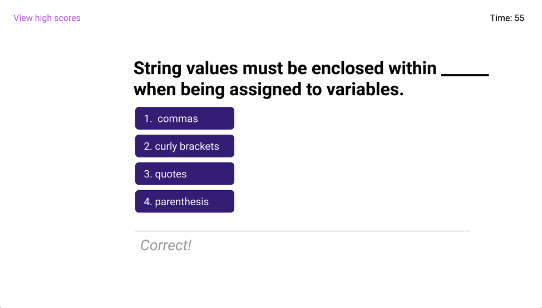 View high scores
Time: 55
String values must be enclosed within _____
when being assigned to variables.
1. commas
2. curly brackets
3. quotes
4. parenthesis
Correct!